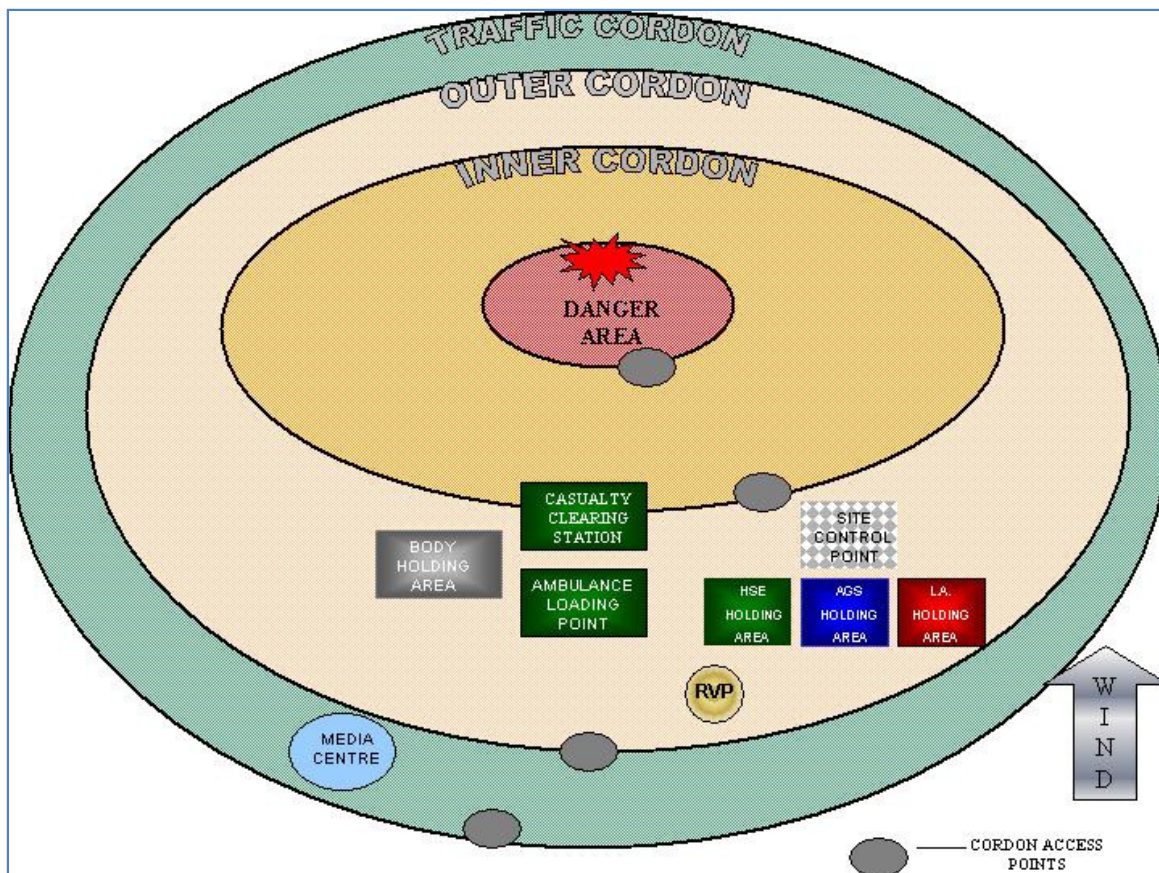 TRAFFIC CORDON
OUTER CORDON
INNER CORDON
DANGER
AREA
CASUALTY
CLEARING
STATION
BODY
HOLDING
AREA
AMBULANCE
LOADING
POINT
SITE
CONTROL
POINT
HSE
HOLDING
AREA
AGS
HOLDING
AREA
L.A.
HOLDING
AREA
RVP
MEDIA
CENTRE
W
I
N
D
CORDON ACCESS
POINTS